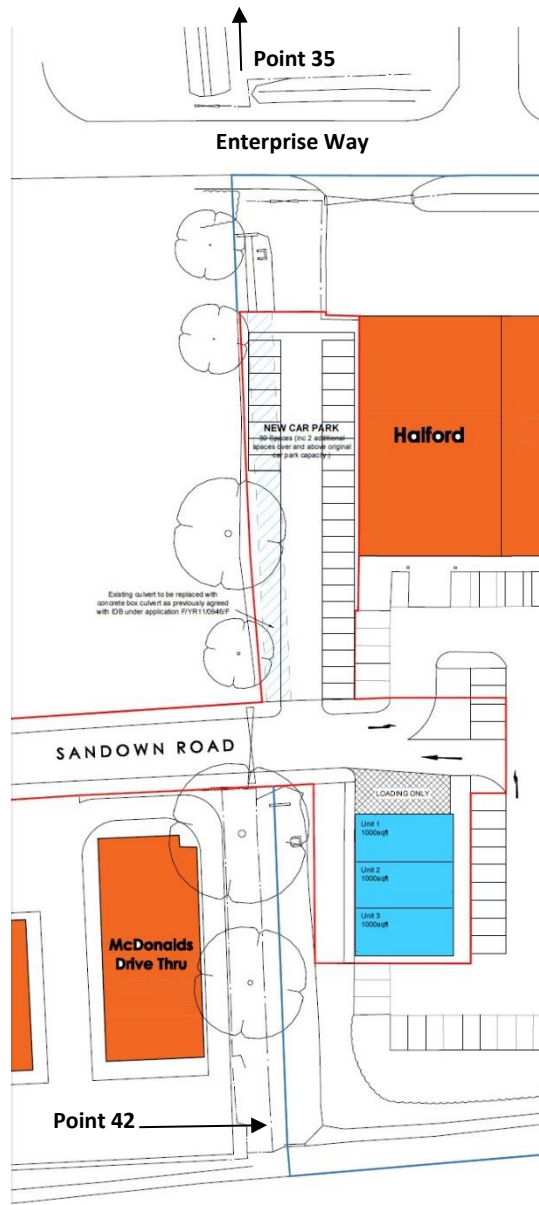 Point 35
Enterprise Way
NEW CAR PARK
30 Spaces (inc 2 additional
spaces over and above original
car park capacity.)
Halford
Existing culvert to be replaced with
concrete box culvert as previously agreed
with IDB under application F/YR11/0946/F
SANDOWN ROAD
LOADING ONLY
Unit 1
1000sqft
Unit 2
1000sqft
Unit 3
1000sqft
McDonalds
Drive Thru
Point 42